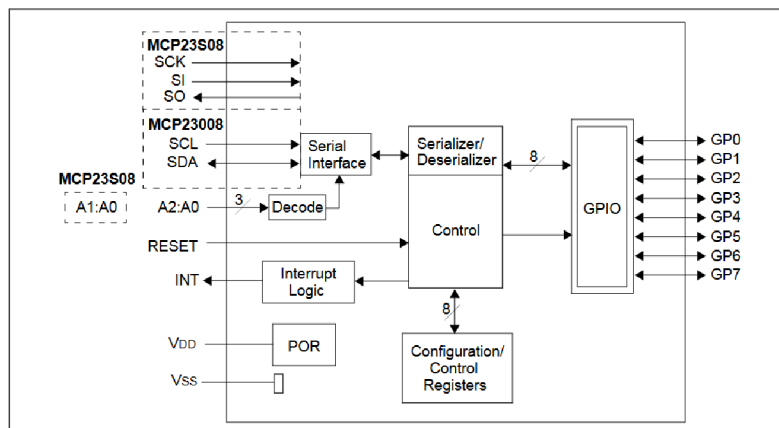 MCP23S08
SCK
SI
SO
MCP23008
SCL
SDA
MCP23S08
A1:A0
A2:A0
3
Decode
Serial
Interface
Serializer/
Deserializer
Control
8
GPIO
GP0
GP1
GP2
GP3
GP4
GP5
GP6
GP7
RESET
INT
Interrupt
Logic
8
VDD
POR
Configuration/
Control
Registers
VSS